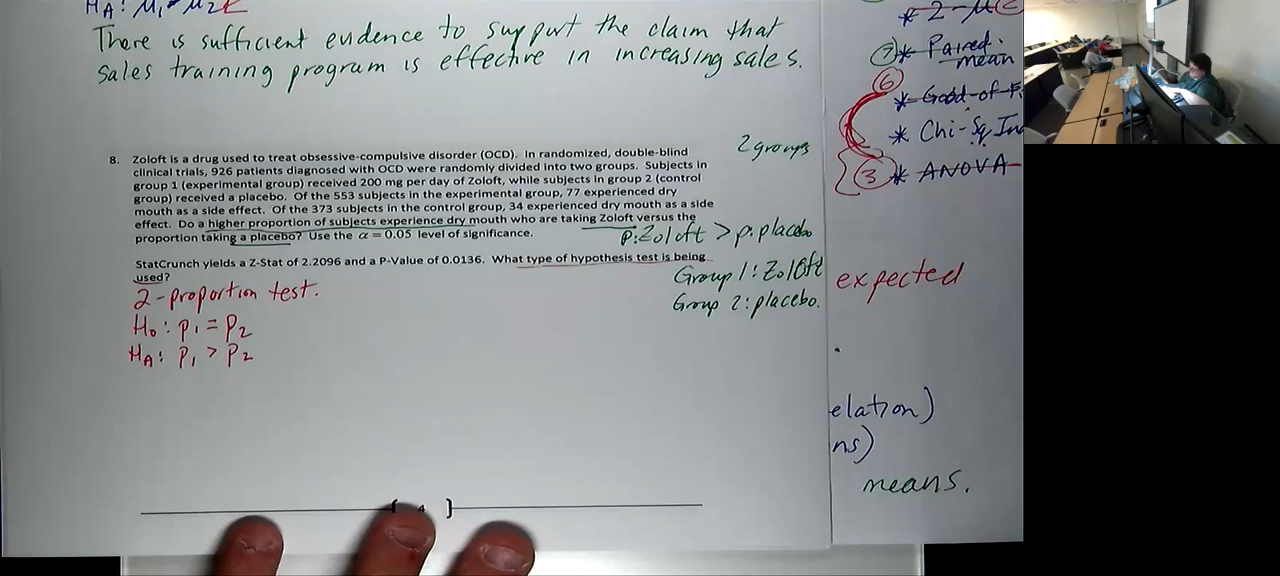 HA: μ1 - μ2
There is sufficient evidence to support the claim that
sales training program is effective in increasing sales.
8. Zoloft is a drug used to treat obsessive-compulsive disorder (OCD). In randomized, double-blind
clinical trials, 926 patients diagnosed with OCD were randomly divided into two groups. Subjects in
group 1 (experimental group) received 200 mg per day of Zoloft, while subjects in group 2 (control
group) received a placebo. Of the 553 subjects in the experimental group, 77 experienced dry
mouth as a side effect. Of the 373 subjects in the control group, 34 experienced dry mouth as a side
effect. Do a higher proportion of subjects experience dry mouth who are taking Zoloft versus the
proportion taking a placebo? Use the α = 0.05 level of significance.
StatCrunch yields a Z-Stat of 2.2096 and a P-Value of 0.0136. What type of hypothesis test is being
used?
2-proportion test.
H0: p1 = p2
HA: p1 > p2
2 groups
p:Zoloft > p:placebo
Group 1: Zoloft
Group 2: placebo.
* 2-μ
7 * Paired
mean
6
* Good-of-F
* Chi-Sq In
3 * ANOVA
expected
elation)
ns)
means.
4